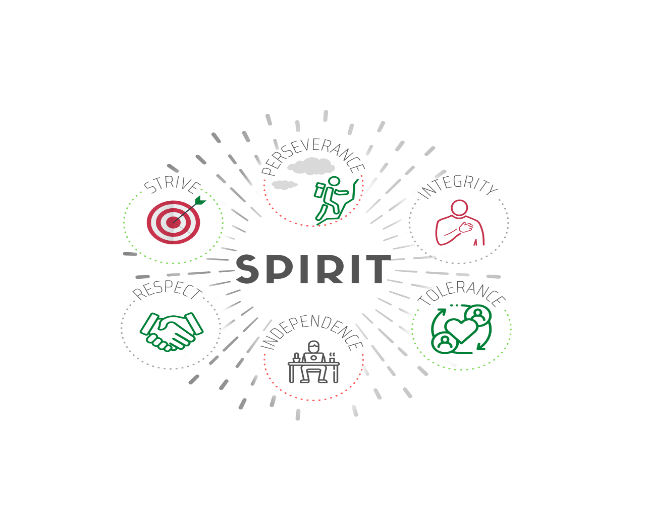 PERSEVERANCE
STRIVE
INTEGRITY
SPIRIT
RESPECT
TOLERANCE
INDEPENDENCE